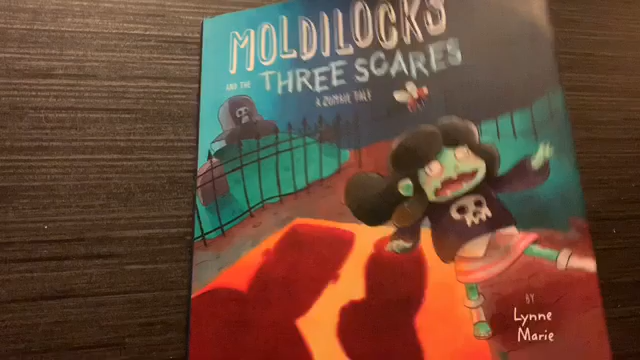 MOLDILOCKS
AND THE THREE SCARES
A ZOMBIE TALE
BY
Lynne
Marie